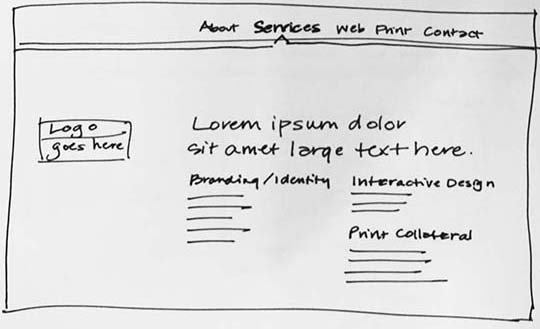 About Services Web Print Contact
Logo
goes here
Lorem ipsum dolor
sit amet large text here.
Branding/Identity
Interactive Design
Print Collateral